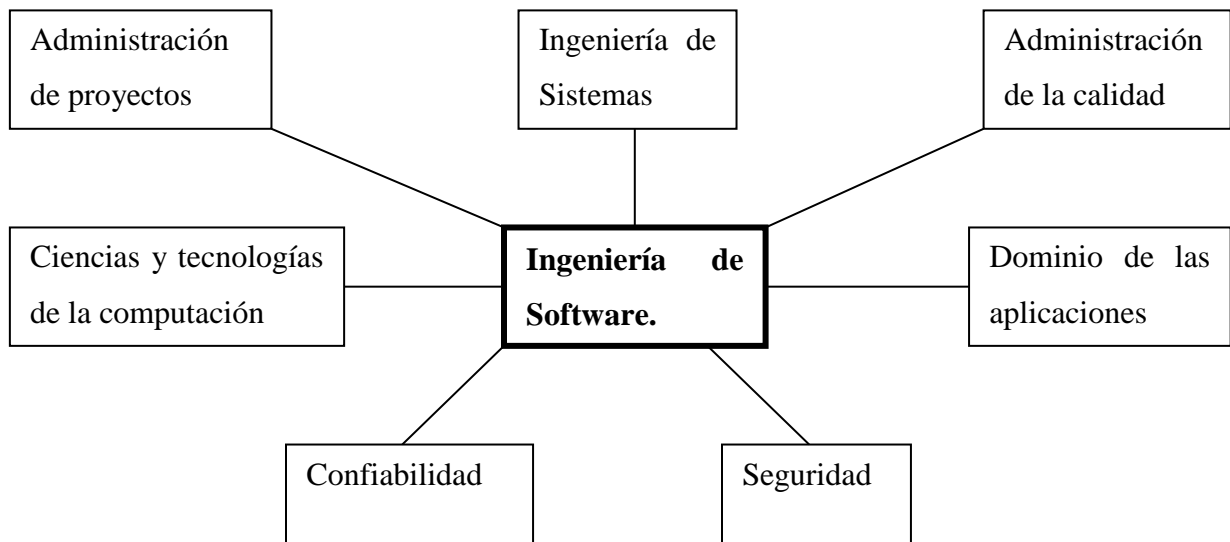 Administración
de proyectos
Ingeniería de
Sistemas
Administración
de la calidad
Ciencias y tecnologías
de la computación
Ingeniería de
Software.
Dominio de las
aplicaciones
Confiabilidad
Seguridad